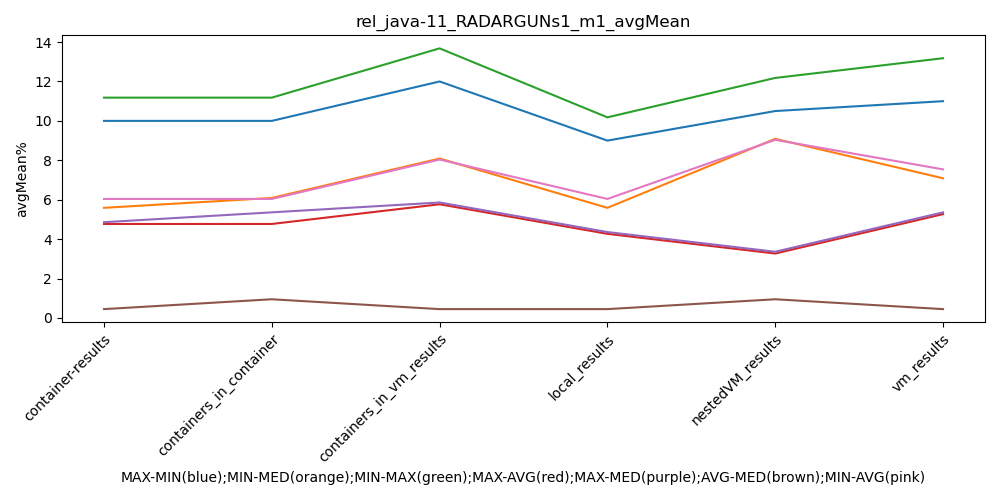 rel_java-11_RADARGUNs1_m1_avgMean
avgMean%
14
12
10
8
6
4
2
0
container-results
containers_in_container
containers_in_vm_results
local_results
nestedVM_results
vm_results
MAX-MIN(blue);MIN-MED(orange);MIN-MAX(green);MAX-AVG(red);MAX-MED(purple);AVG-MED(brown);MIN-AVG(pink)